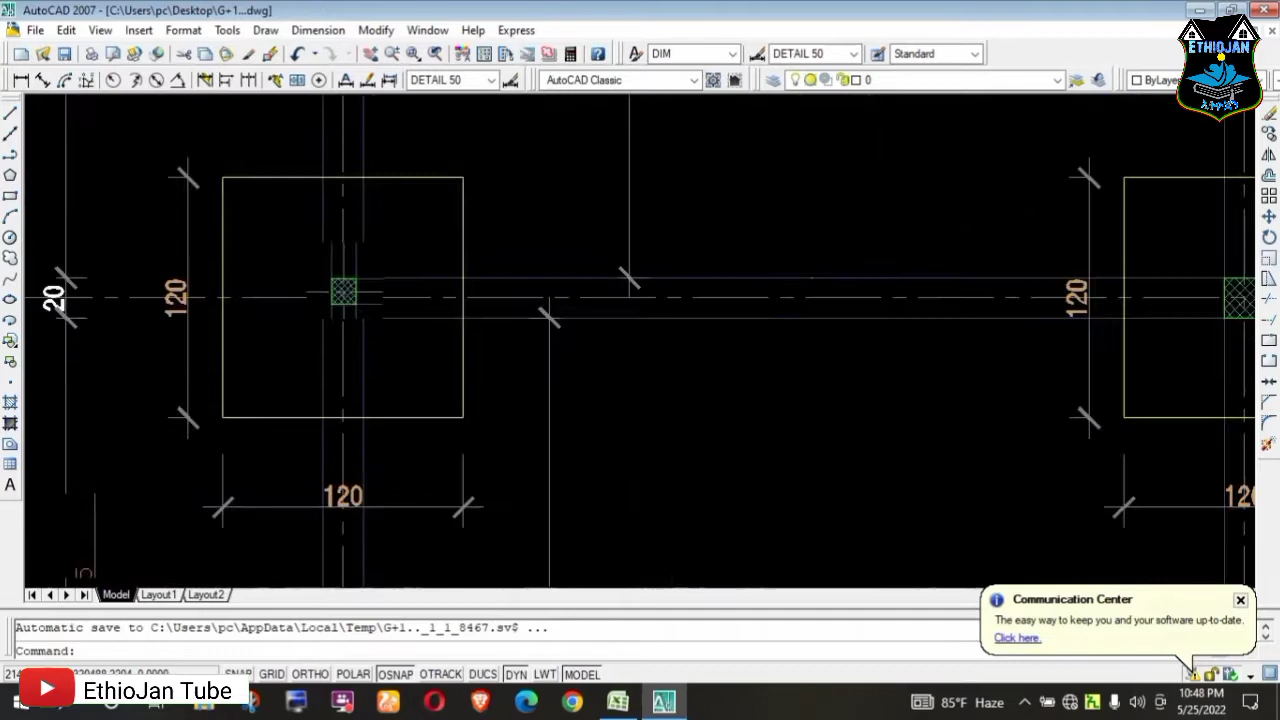 AutoCAD 2007 - [C:\Users\pc\Desktop\G+1...dwg]
File Edit View Insert Format Tools Draw Dimension Modify Window Help Express
DIM DETAIL 50 Standard
DETAIL 50 AutoCAD Classic 0 ByLayer
ETHIOJAN
ኢትዮጃን
20
120
120
120
120
Model Layout1 Layout2
Communication Center
The easy way to keep you and your software up-to-date.
Click here.
Automatic save to C:\Users\pc\AppData\Local\Temp\G+1.._1_1_8467.sv$ ...
Command:
SNAP GRID ORTHO POLAR OSNAP OTRACK DUCS DYN LWT MODEL
EthioJan Tube
85°F Haze
10:48 PM
5/25/2022